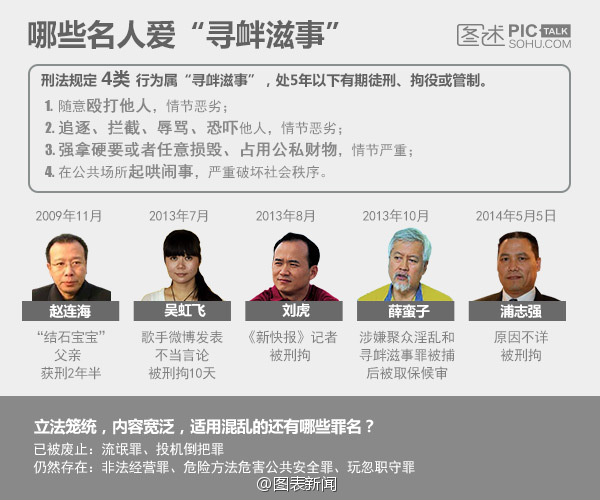 哪些名人爱“寻衅滋事”
图述 PIC TALK
SOHU.COM
刑法规定 4类 行为属“寻衅滋事”，处5年以下有期徒刑、拘役或管制。
1. 随意殴打他人，情节恶劣；
2. 追逐、拦截、辱骂、恐吓他人，情节恶劣；
3. 强拿硬要或者任意损毁、占用公私财物，情节严重；
4. 在公共场所起哄闹事，严重破坏社会秩序。
2009年11月
赵连海
“结石宝宝”
父亲
获刑2年半
2013年7月
吴虹飞
歌手微博发表
不当言论
被刑拘10天
2013年8月
刘虎
《新快报》记者
被刑拘
2013年10月
薛蛮子
涉嫌聚众淫乱和
寻衅滋事罪被捕
后被取保候审
2014年5月5日
浦志强
原因不详
被刑拘
立法笼统，内容宽泛，适用混乱的还有哪些罪名？
已被废止：流氓罪、投机倒把罪
仍然存在：非法经营罪、危险方法危害公共安全罪、玩忽职守罪
@图表新闻